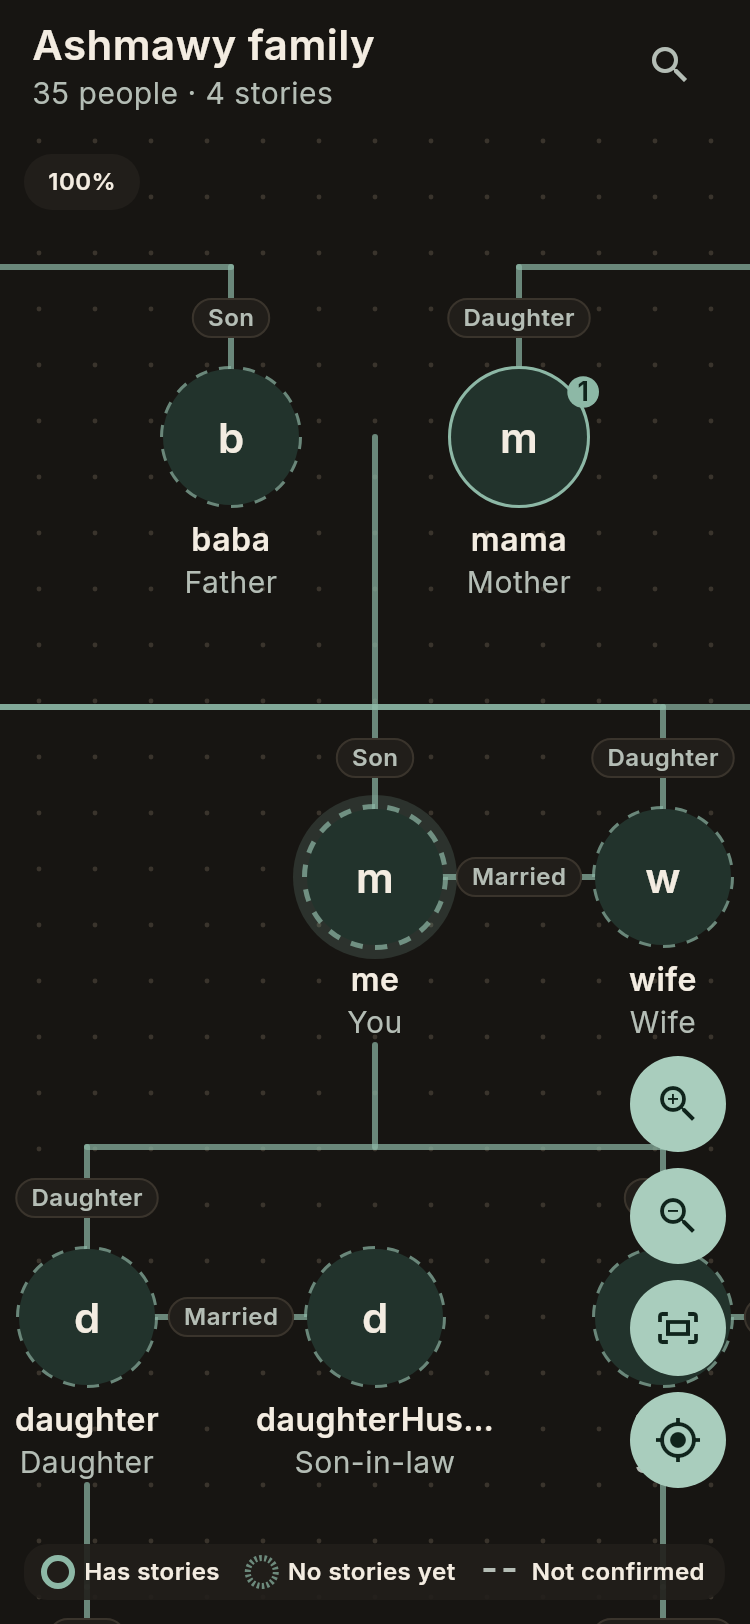 Ashmawy family
35 people · 4 stories
100%
Son
Daughter
b
m
1
baba
mama
Father
Mother
Son
Daughter
m
Married
w
me
wife
You
Wife
Daughter
d
Married
d
daughter
daughterHus...
Daughter
Son-in-law
Has stories
No stories yet
Not confirmed